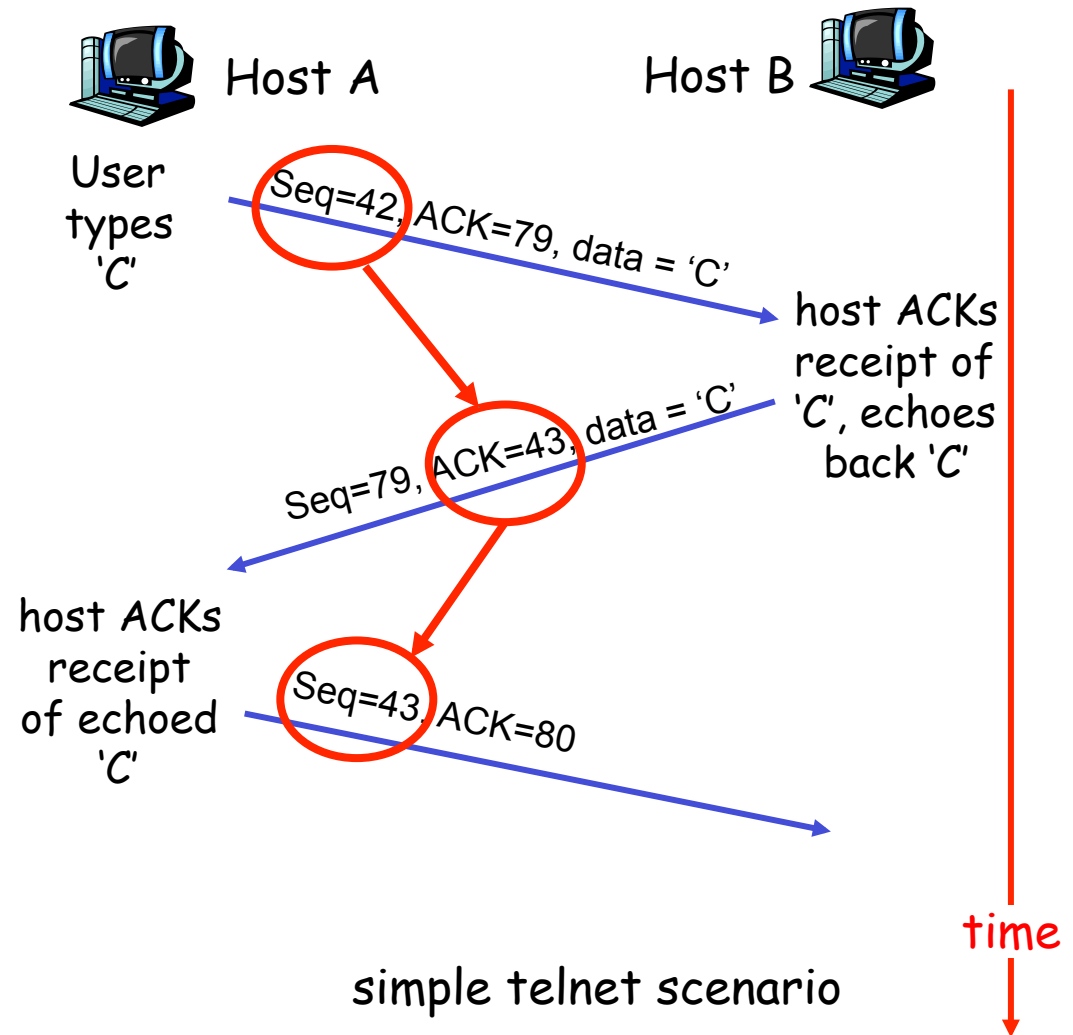 Host A
Host B
User
types
‘C’
Seq=42, ACK=79, data = ‘C’
host ACKs
receipt of
‘C’, echoes
back ‘C’
Seq=79, ACK=43, data = ‘C’
host ACKs
receipt
of echoed
‘C’
Seq=43, ACK=80
time
simple telnet scenario